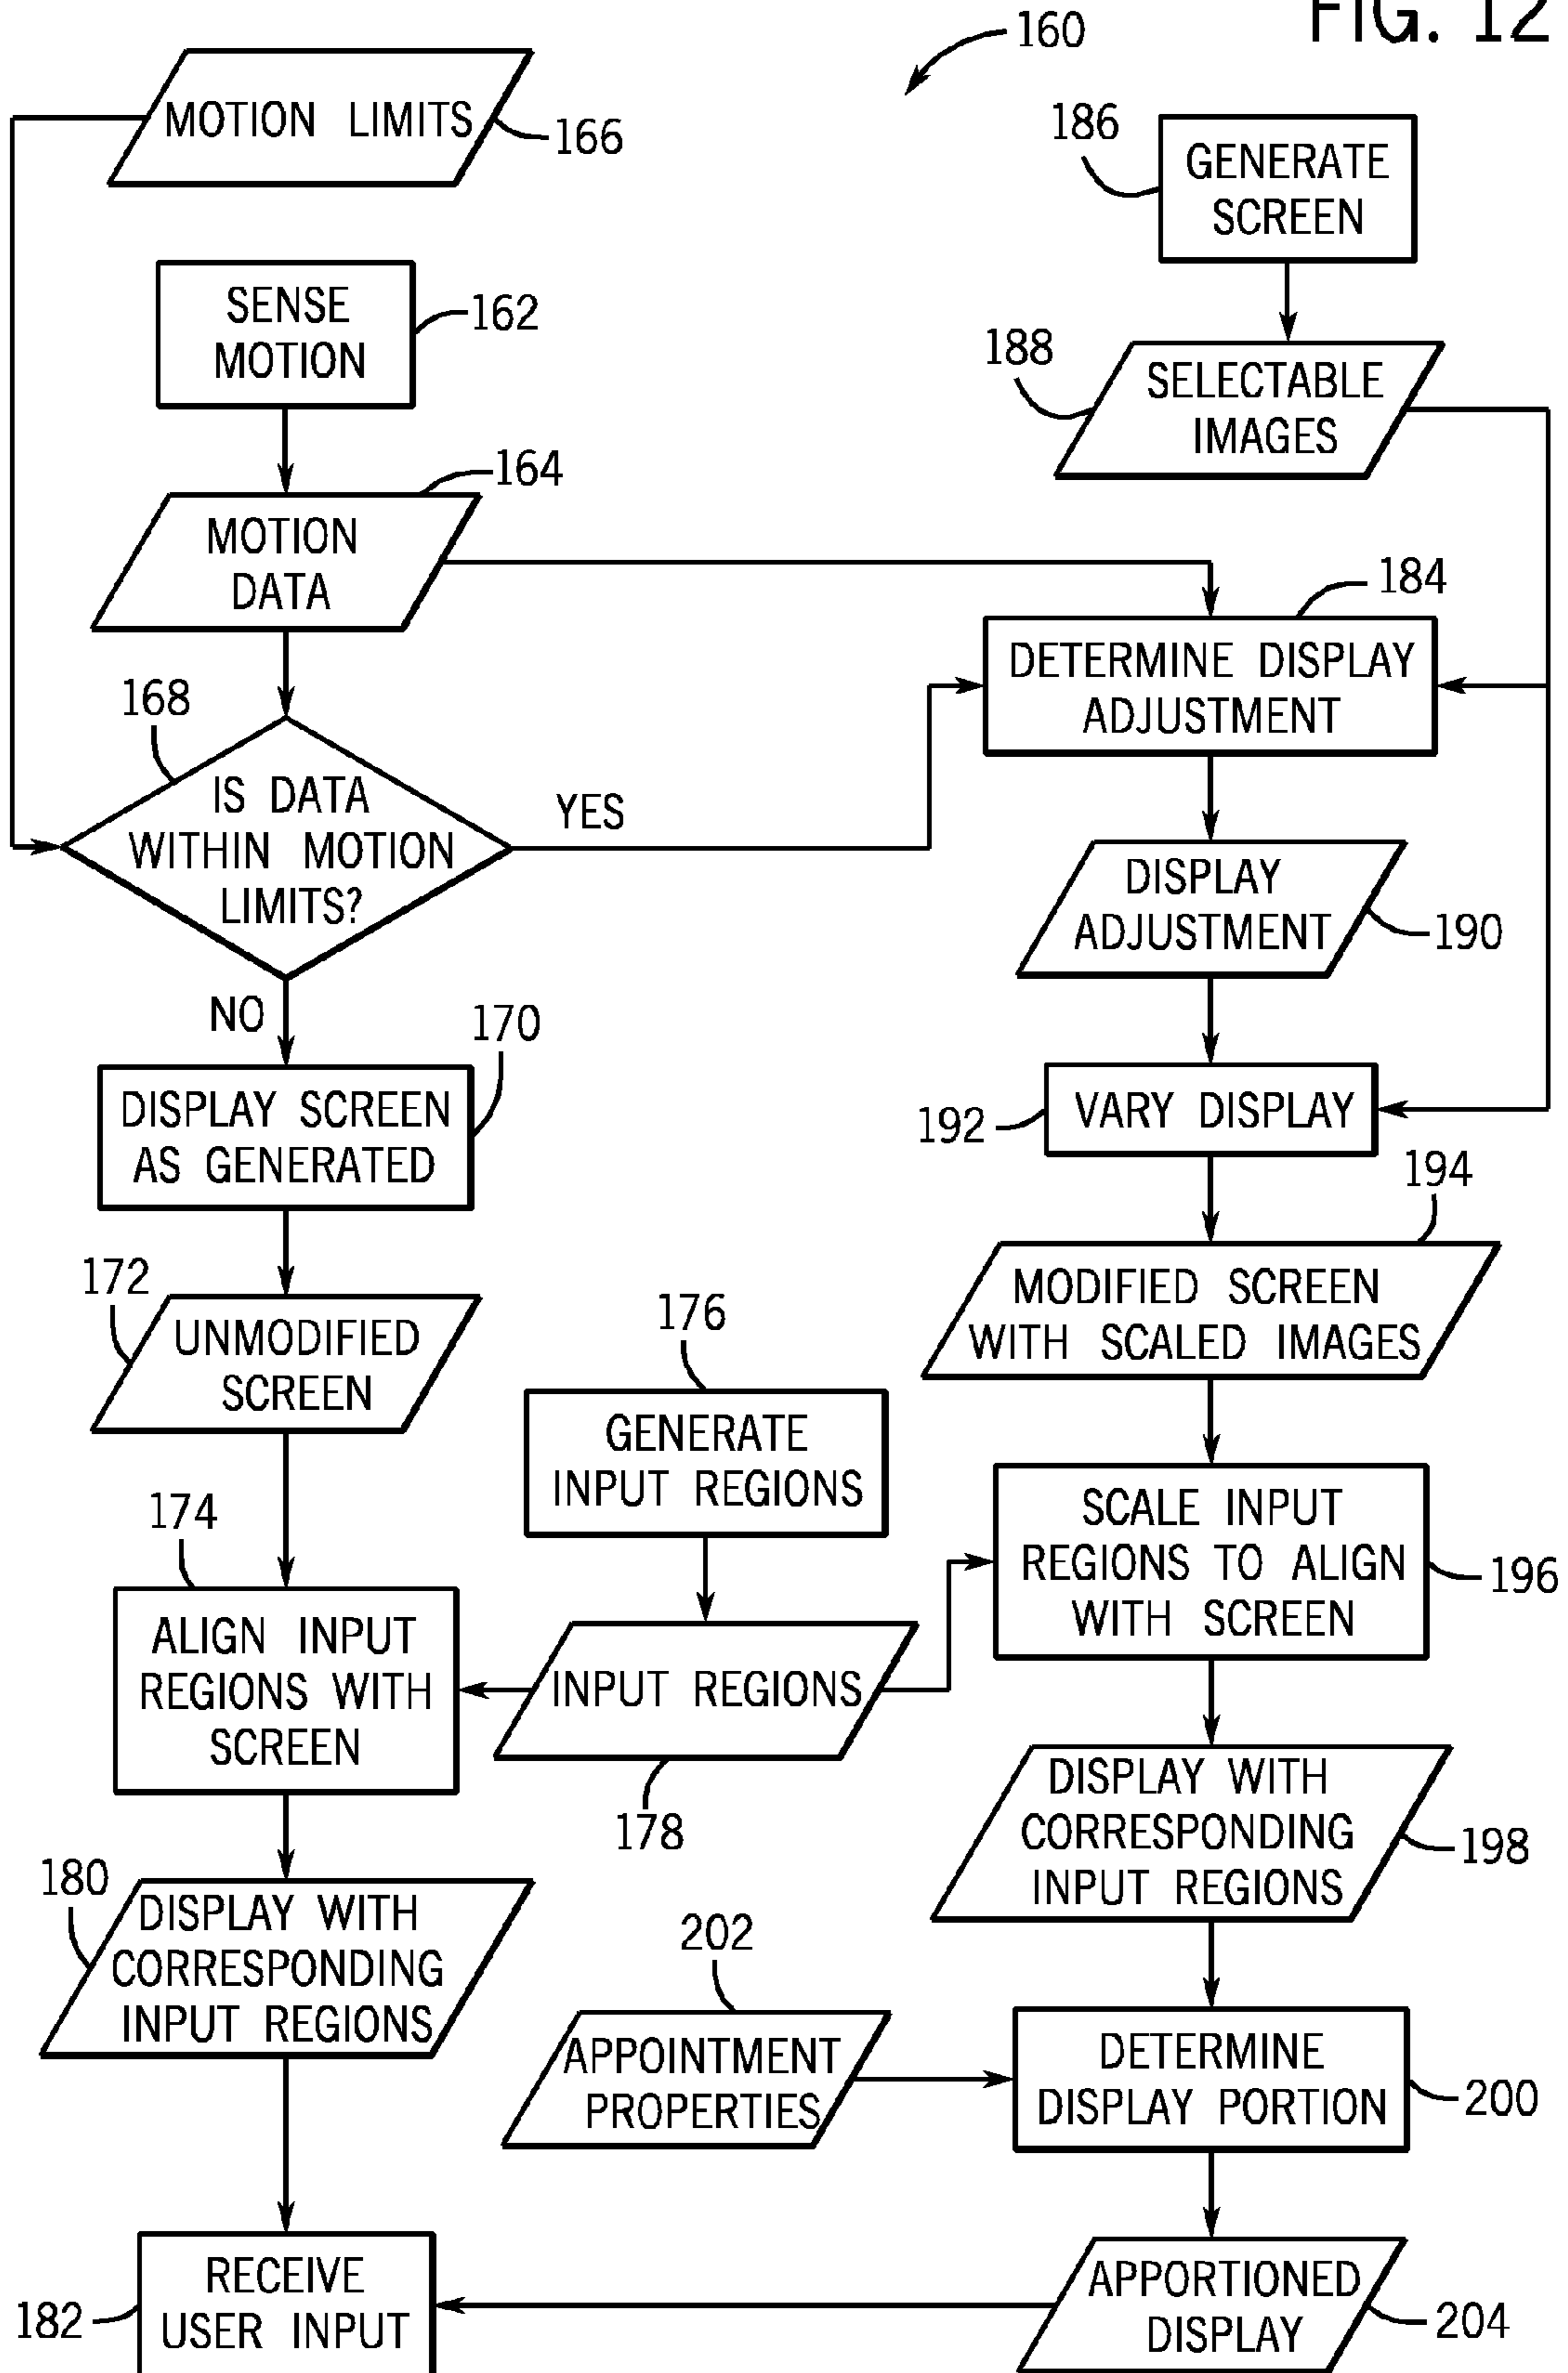 FIG. 12
160
MOTION LIMITS
166
186
GENERATE
SCREEN
SENSE
MOTION
162
188
SELECTABLE
IMAGES
164
MOTION
DATA
184
DETERMINE DISPLAY
ADJUSTMENT
168
IS DATA
WITHIN MOTION
LIMITS?
YES
NO
DISPLAY
ADJUSTMENT
190
170
DISPLAY SCREEN
AS GENERATED
192
VARY DISPLAY
194
172
UNMODIFIED
SCREEN
MODIFIED SCREEN
WITH SCALED IMAGES
176
GENERATE
INPUT REGIONS
174
ALIGN INPUT
REGIONS WITH
SCREEN
INPUT REGIONS
178
SCALE INPUT
REGIONS TO ALIGN
WITH SCREEN
196
180
DISPLAY WITH
CORRESPONDING
INPUT REGIONS
DISPLAY WITH
CORRESPONDING
INPUT REGIONS
198
202
APPOINTMENT
PROPERTIES
DETERMINE
DISPLAY PORTION
200
182
RECEIVE
USER INPUT
APPORTIONED
DISPLAY
204